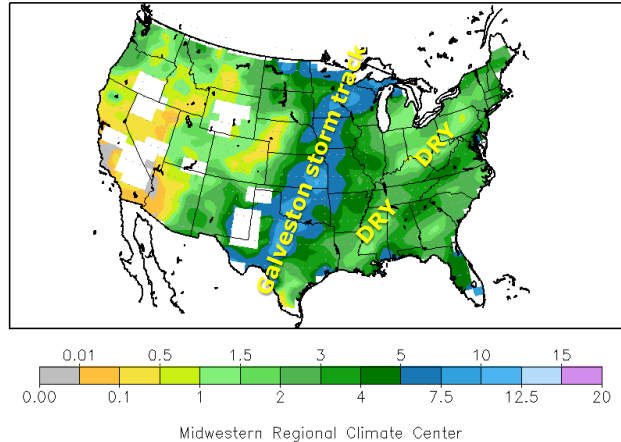 Galveston storm track
DRY
DRY
0.01 0.5 1.5 3 5 10 15
0.00 0.1 1 2 4 7.5 12.5 20
Midwestern Regional Climate Center